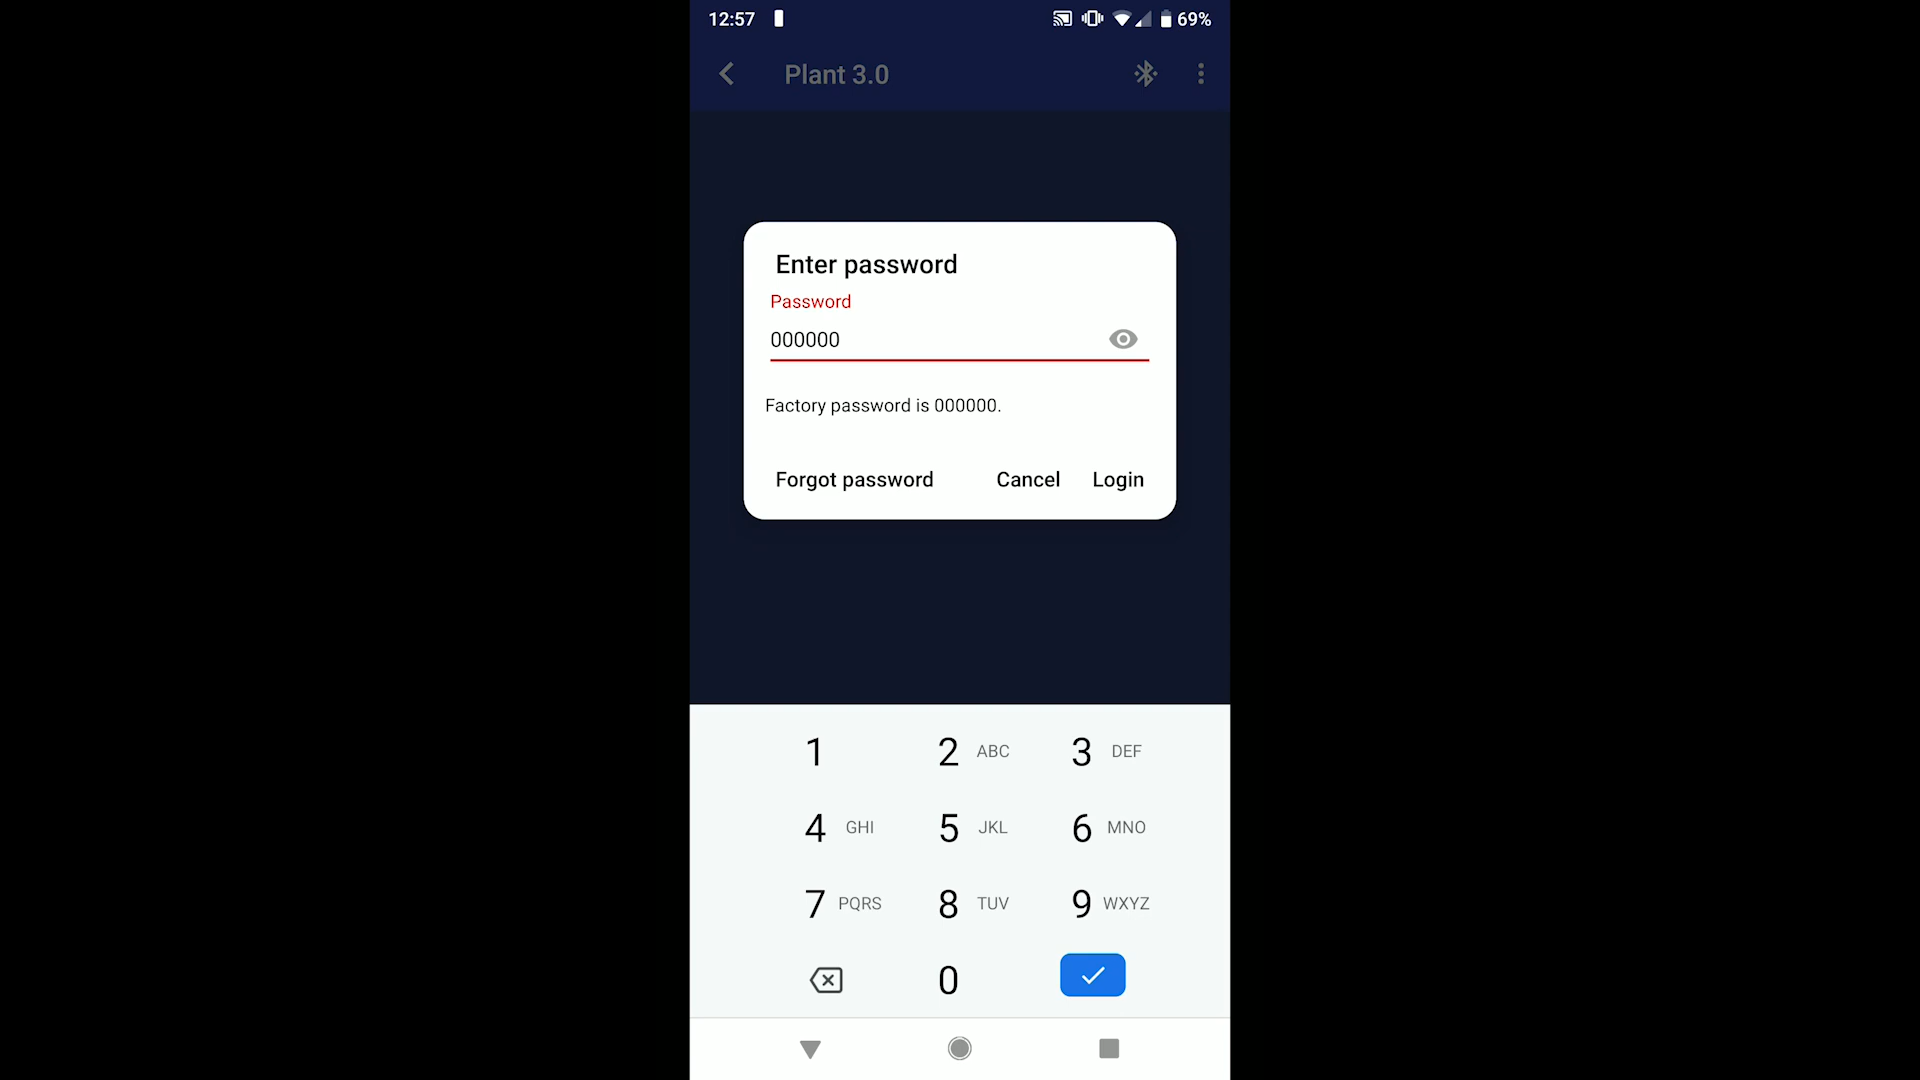 12:57 69%
Plant 3.0
Enter password
Password
000000
Factory password is 000000.
Forgot password Cancel Login
1 2 ABC 3 DEF
4 GHI 5 JKL 6 MNO
7 PQRS 8 TUV 9 WXYZ
0